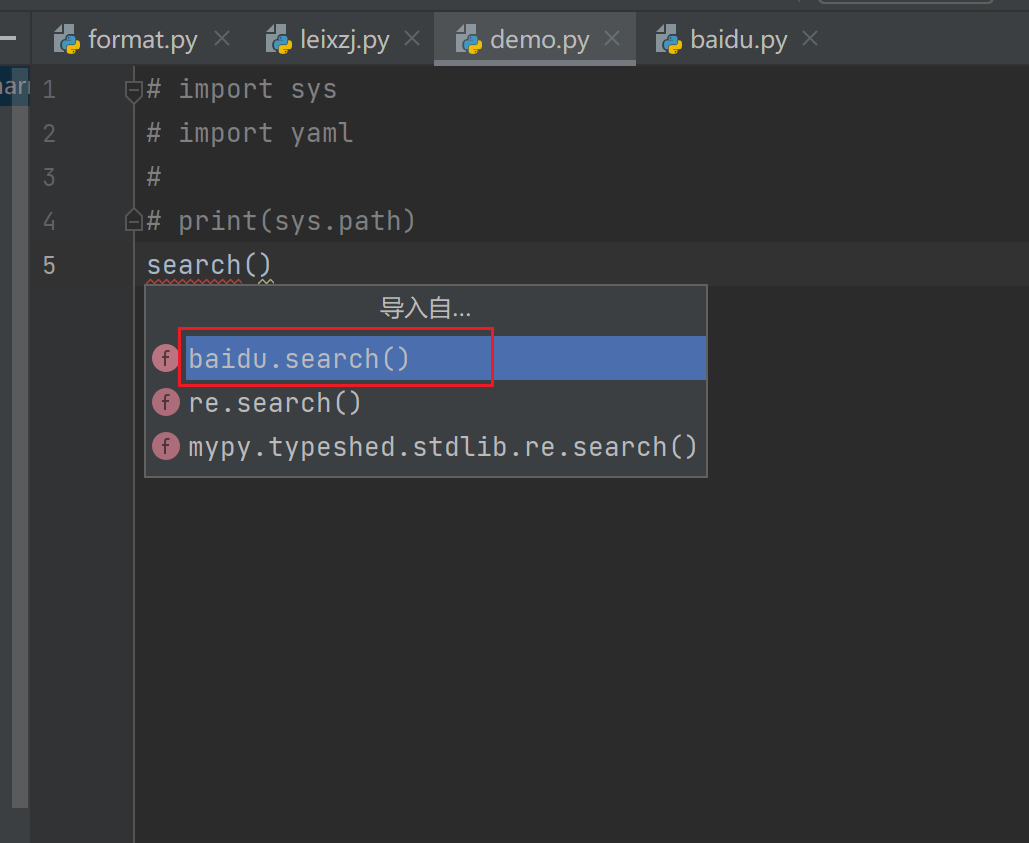 format.py leixzj.py demo.py baidu.py
1 # import sys
2 # import yaml
3 #
4 # print(sys.path)
5 search()
导入自...
f baidu.search()
f re.search()
f mypy.typeshed.stdlib.re.search()